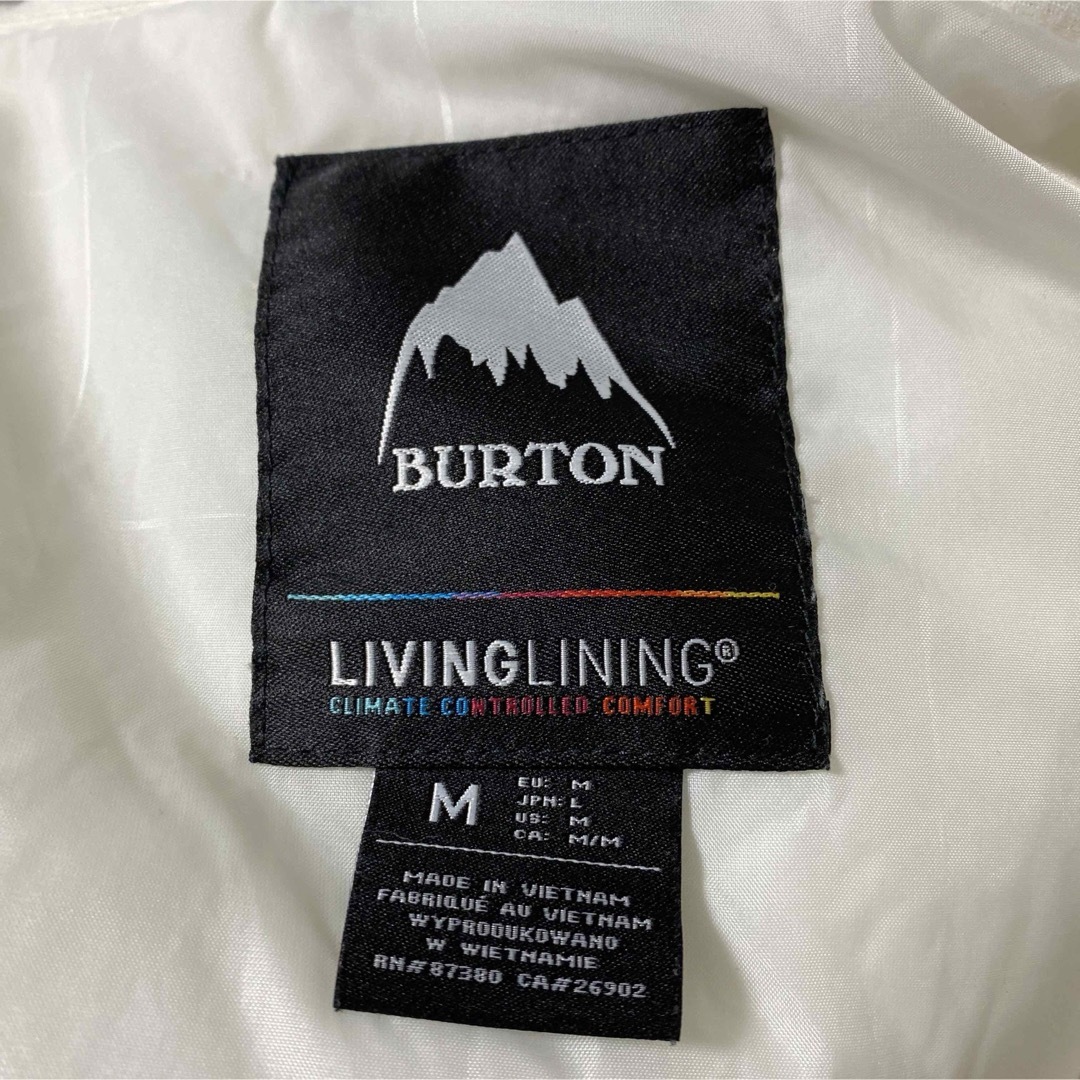 BURTON
LIVINGLINING®
CLIMATE CONTROLLED COMFORT
M
EU: M
JPN: L
US: M
CA: M/M
MADE IN VIETNAM
FABRIQUÉ AU VIETNAM
WYPRODUKOWANO
W WIETNAMIE
RN#87380 CA#26902